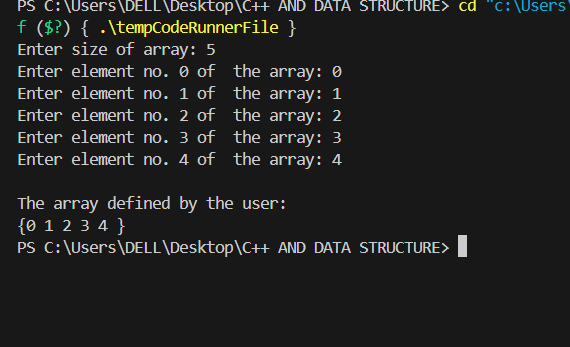 PS C:\Users\DELL\Desktop\C++ AND DATA STRUCTURE> cd "c:\Users\
f ($?) { .\tempCodeRunnerFile }
Enter size of array: 5
Enter element no. 0 of  the array: 0
Enter element no. 1 of  the array: 1
Enter element no. 2 of  the array: 2
Enter element no. 3 of  the array: 3
Enter element no. 4 of  the array: 4
The array defined by the user:
{0 1 2 3 4 }
PS C:\Users\DELL\Desktop\C++ AND DATA STRUCTURE>